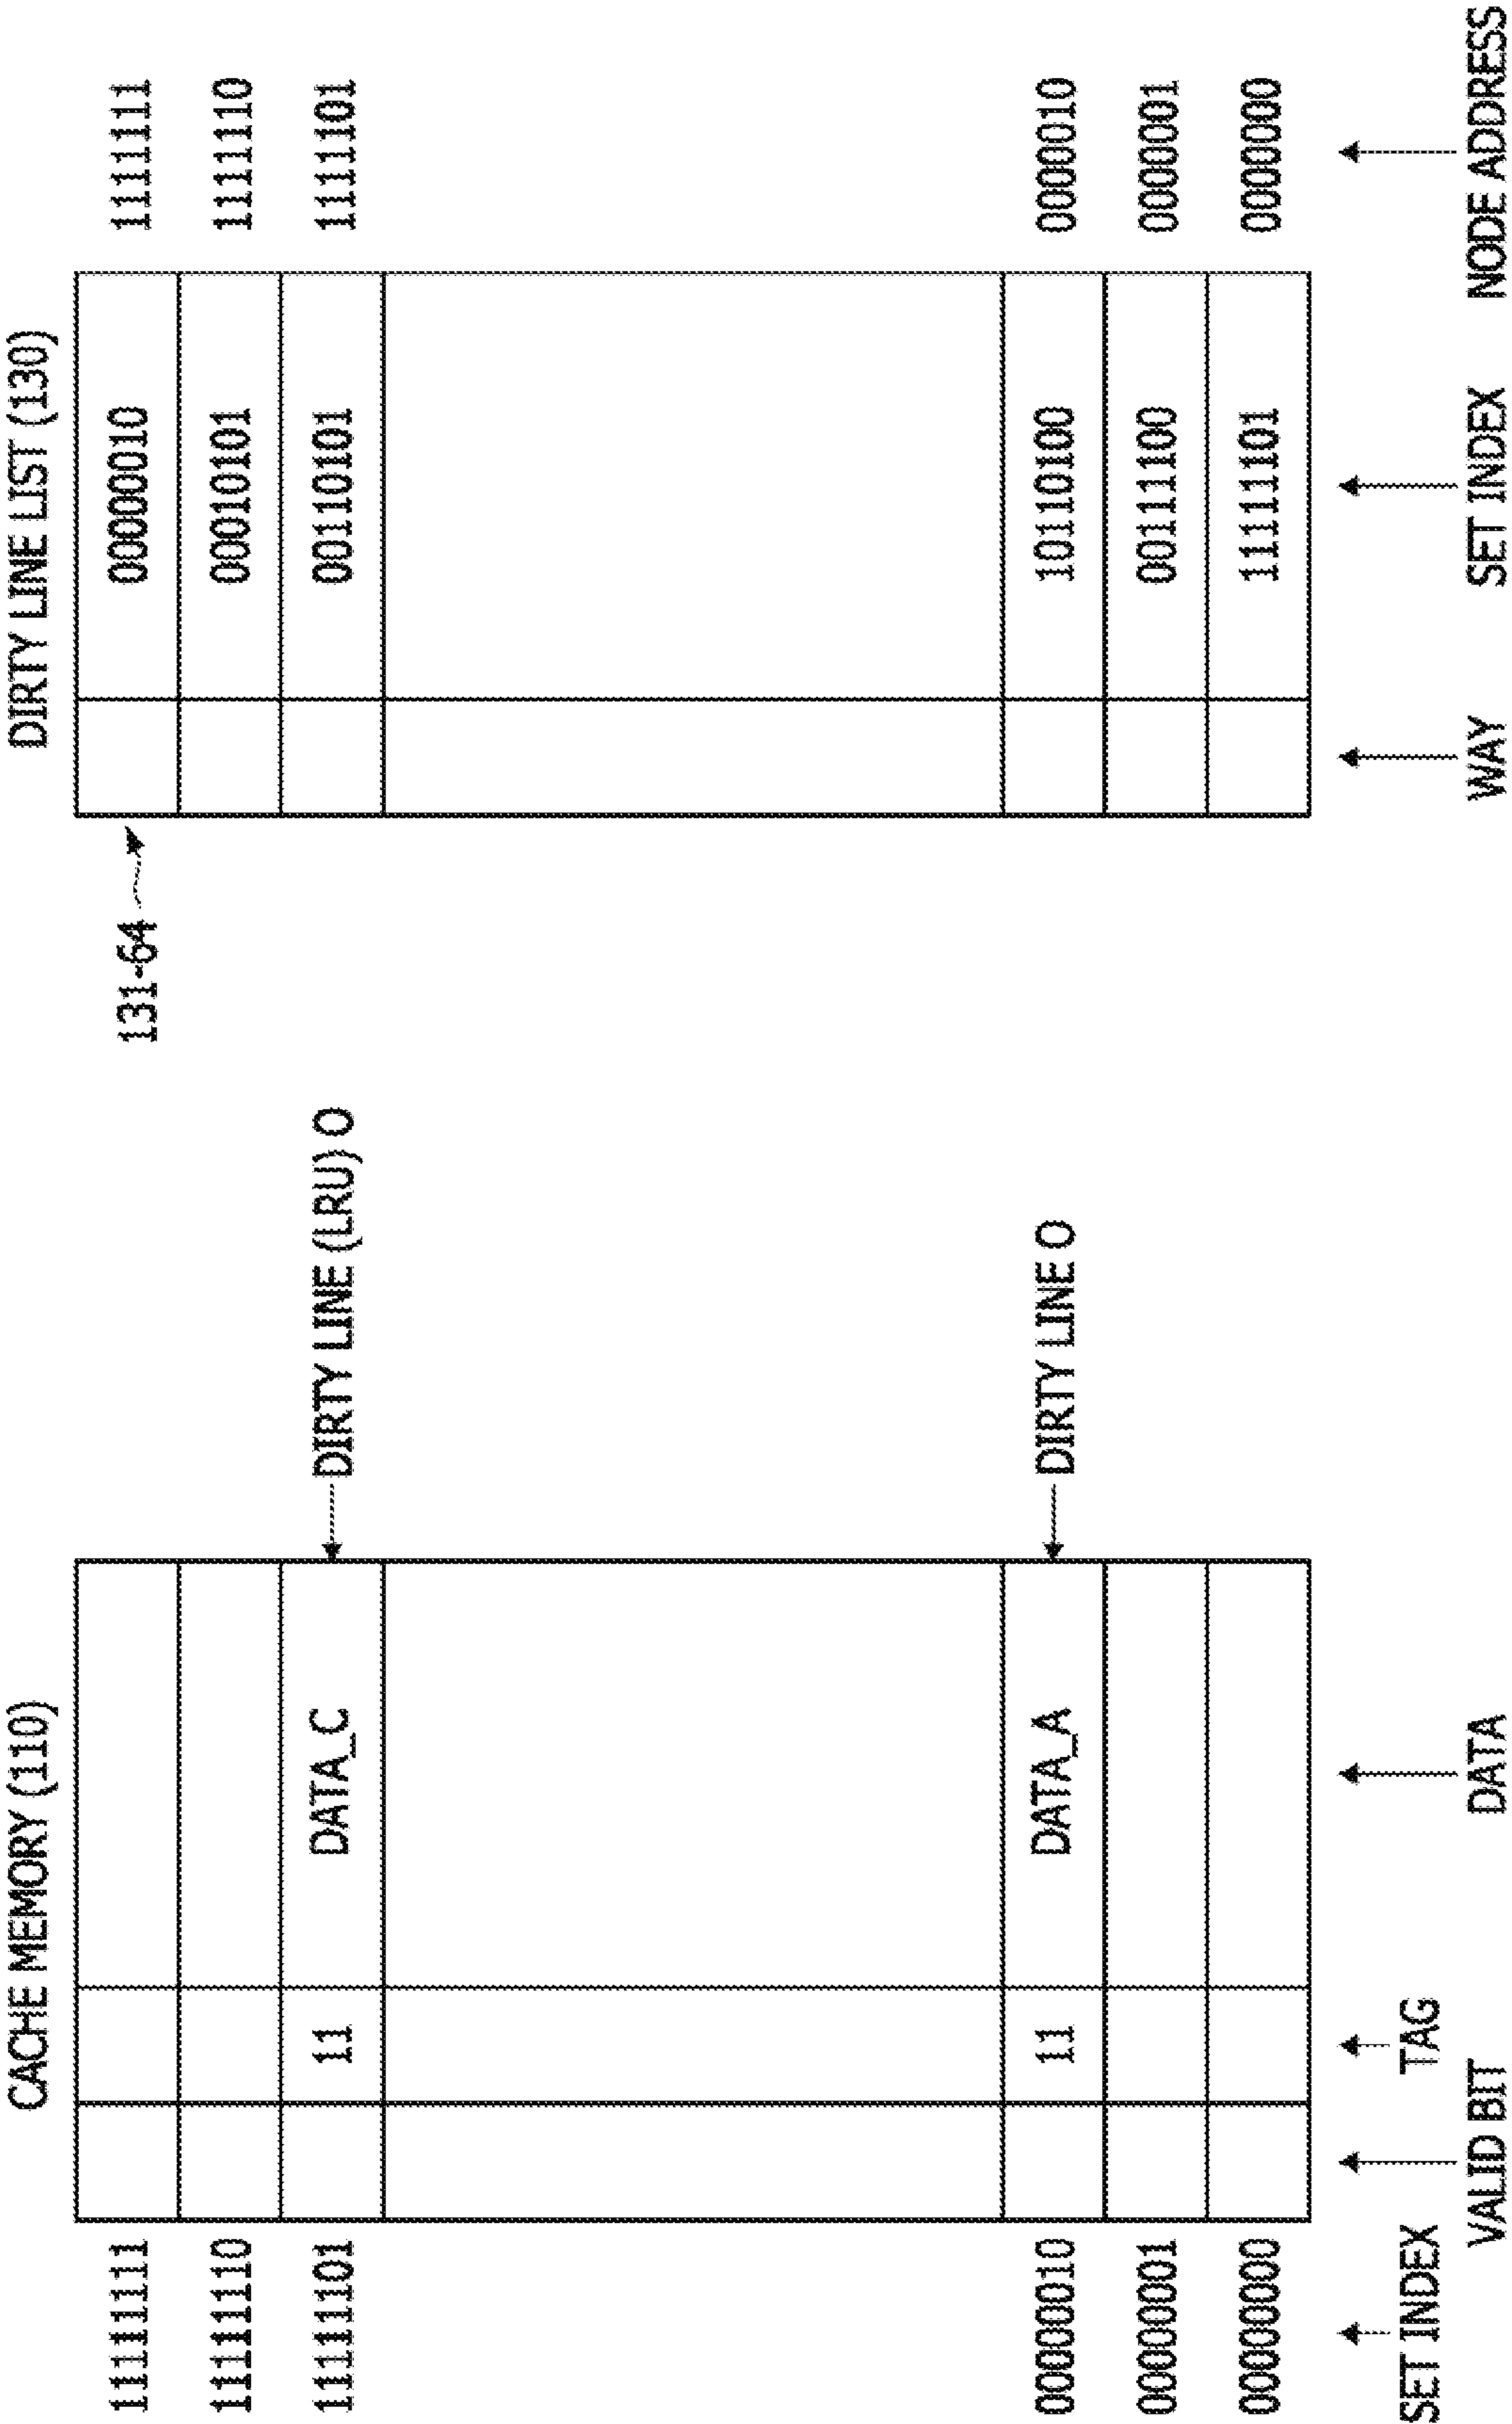 CACHE MEMORY (110)
DIRTY LINE LIST (130)
11111111
131-64
00000010
1111111
11111110
00010101
1111110
11111101
11
DATA_C
DIRTY LINE (LRU) O
00110101
1111101
00000010
11
DATA_A
DIRTY LINE O
10110100
0000010
00000001
00111100
0000001
00000000
11111101
0000000
SET INDEX
TAG
VALID BIT
DATA
WAY
SET INDEX
NODE ADDRESS